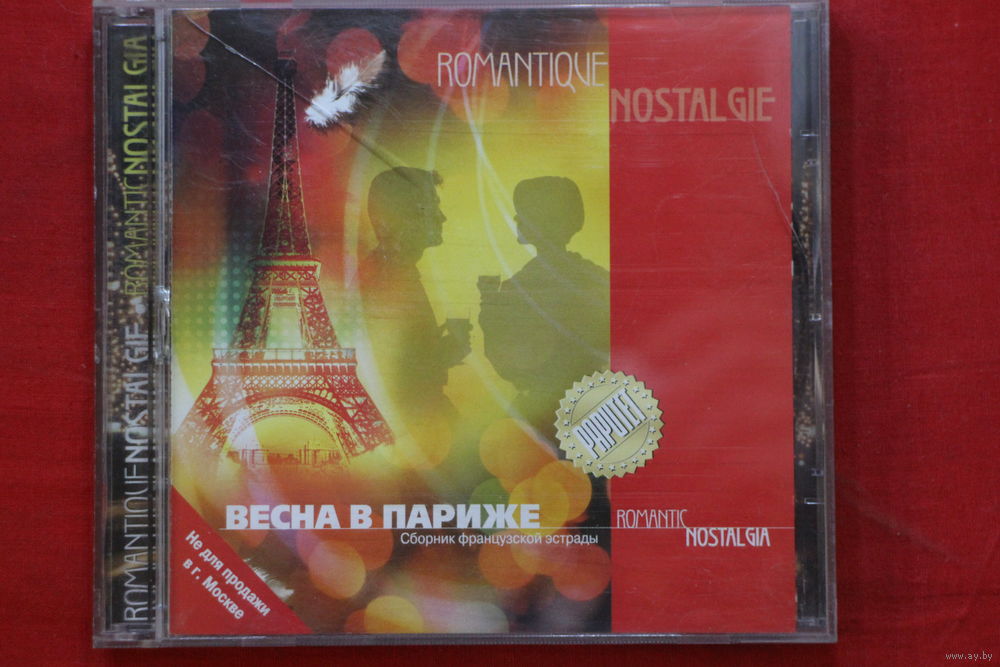 ROMANTIQUE
NOSTALGIE
ROMANTIQUE NOSTALGIE ROMANTIC NOSTALGIA
РАРИТЕТ
ВЕСНА В ПАРИЖЕ
Сборник французской эстрады
ROMANTIC
NOSTALGIA
Не для продажи
в г. Москве
www.ay.by